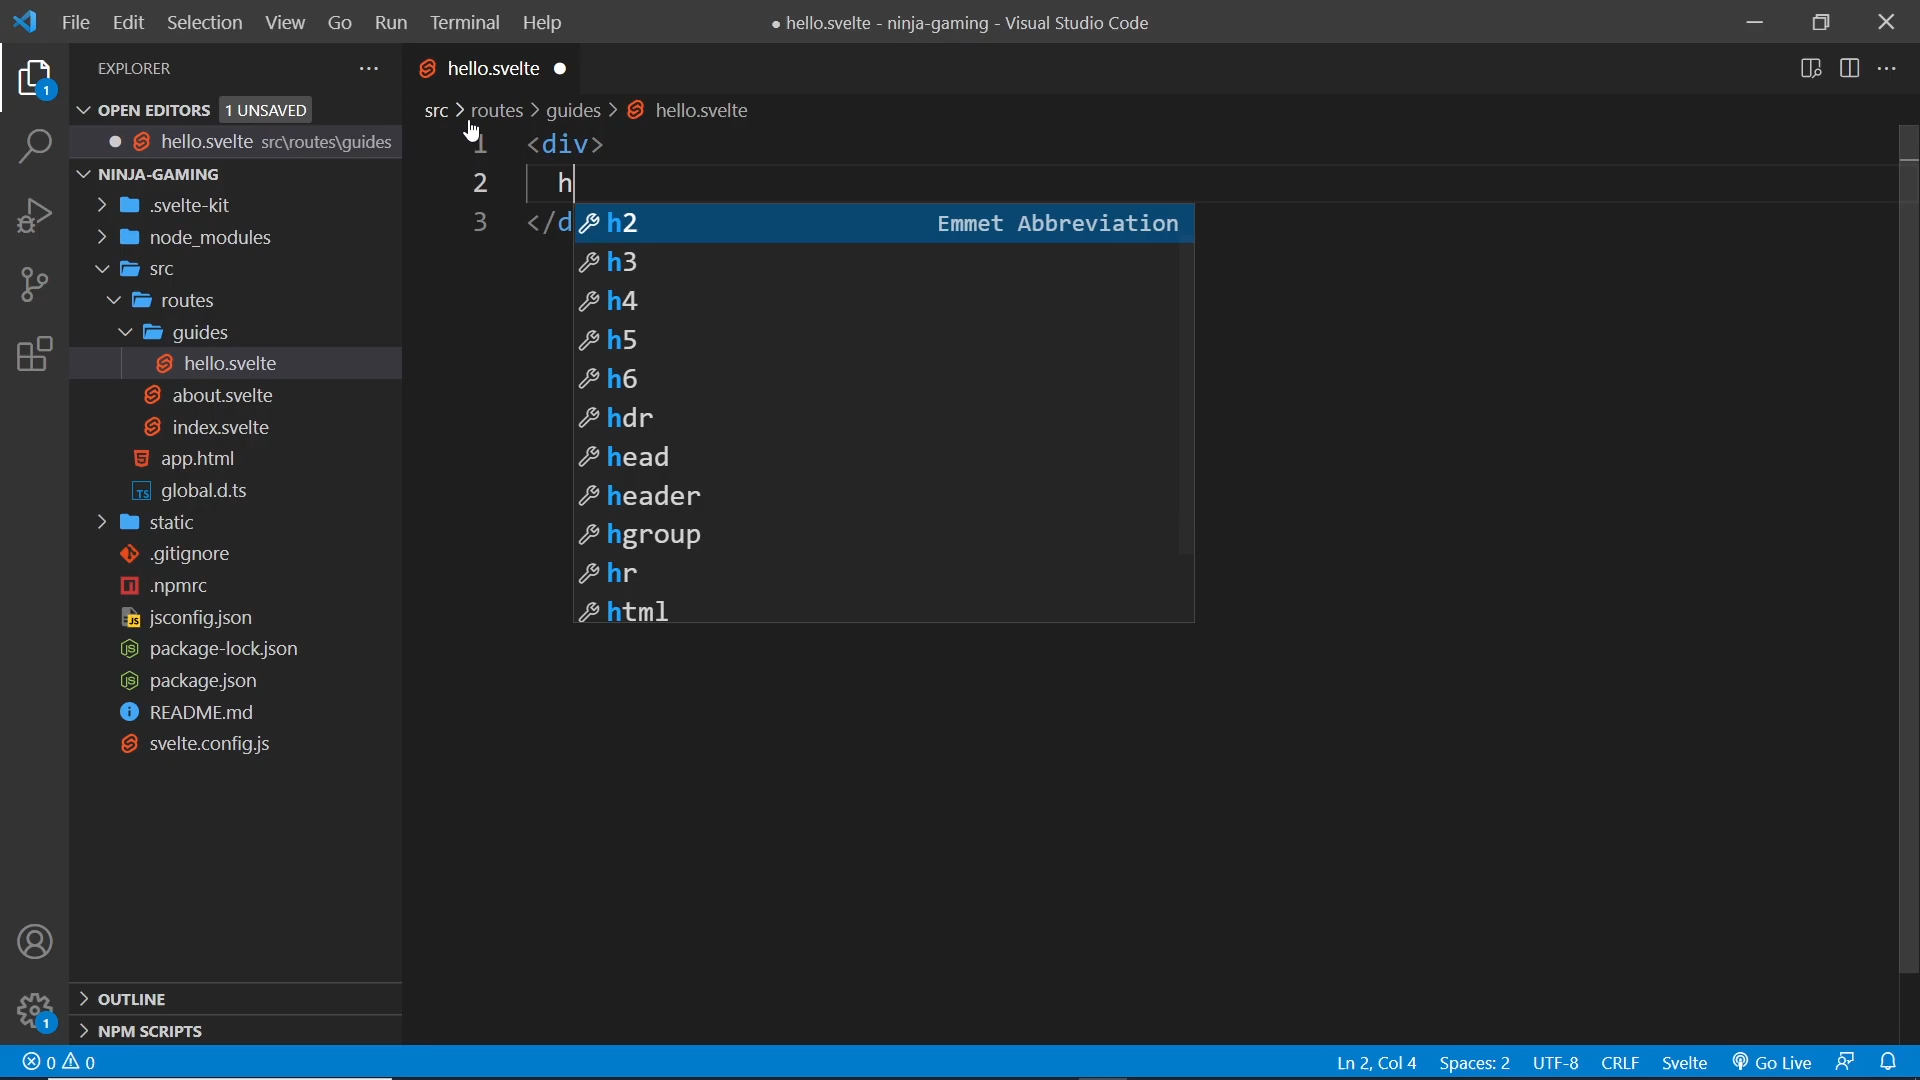 File Edit Selection View Go Run Terminal Help
● hello.svelte - ninja-gaming - Visual Studio Code
EXPLORER
1
OPEN EDITORS 1 UNSAVED
hello.svelte src\routes\guides
NINJA-GAMING
.svelte-kit
node_modules
src
routes
guides
hello.svelte
about.svelte
index.svelte
app.html
global.d.ts
static
.gitignore
.npmrc
jsconfig.json
package-lock.json
package.json
README.md
svelte.config.js
OUTLINE
NPM SCRIPTS
1
hello.svelte
src > routes > guides > hello.svelte
1 <div>
2 h
3 </d
h2 Emmet Abbreviation
h3
h4
h5
h6
hdr
head
header
hgroup
hr
html
0 0
Ln 2, Col 4 Spaces: 2 UTF-8 CRLF Svelte Go Live